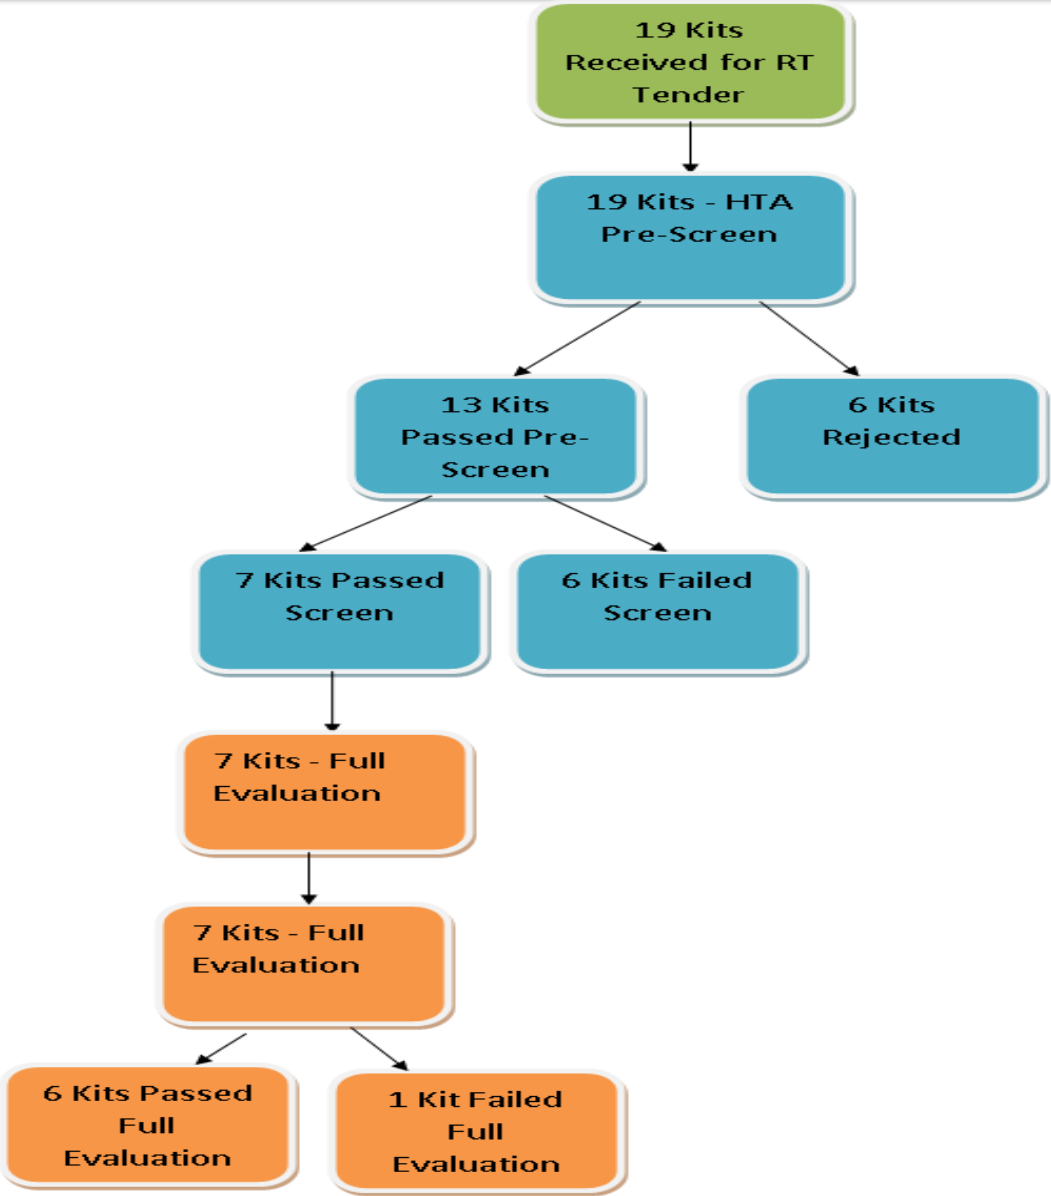 19 Kits
Received for RT
Tender
19 Kits - HTA
Pre-Screen
13 Kits
Passed Pre-
Screen
6 Kits
Rejected
7 Kits Passed
Screen
6 Kits Failed
Screen
7 Kits - Full
Evaluation
7 Kits - Full
Evaluation
6 Kits Passed
Full
Evaluation
1 Kit Failed
Full
Evaluation